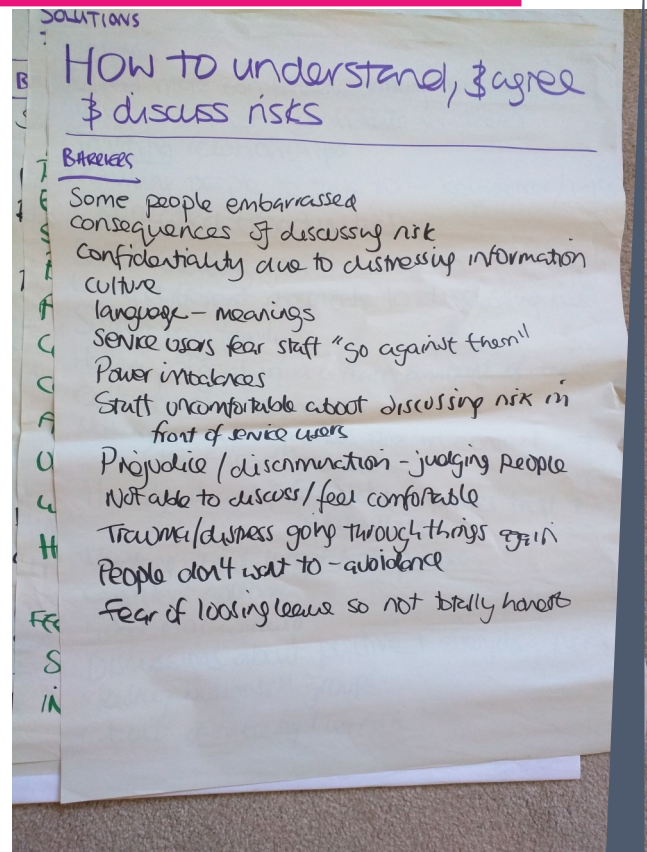 SOLUTIONS
:
HOW TO understand, & agree
& discuss risks
BARRIERS
Some people embarrassed
consequences of discussing risk
Confidentiality due to distressing information
culture
language – meanings
Service users fear staff "go against them"
Power imbalances
Staff uncomfortable about discussing risk in
front of service users
Prejudice / discrimination - judging people
Not able to discuss/feel comfortable
Trauma/distress going through things again
People don't want to - avoidance
Fear of loosing leave so not totally honest